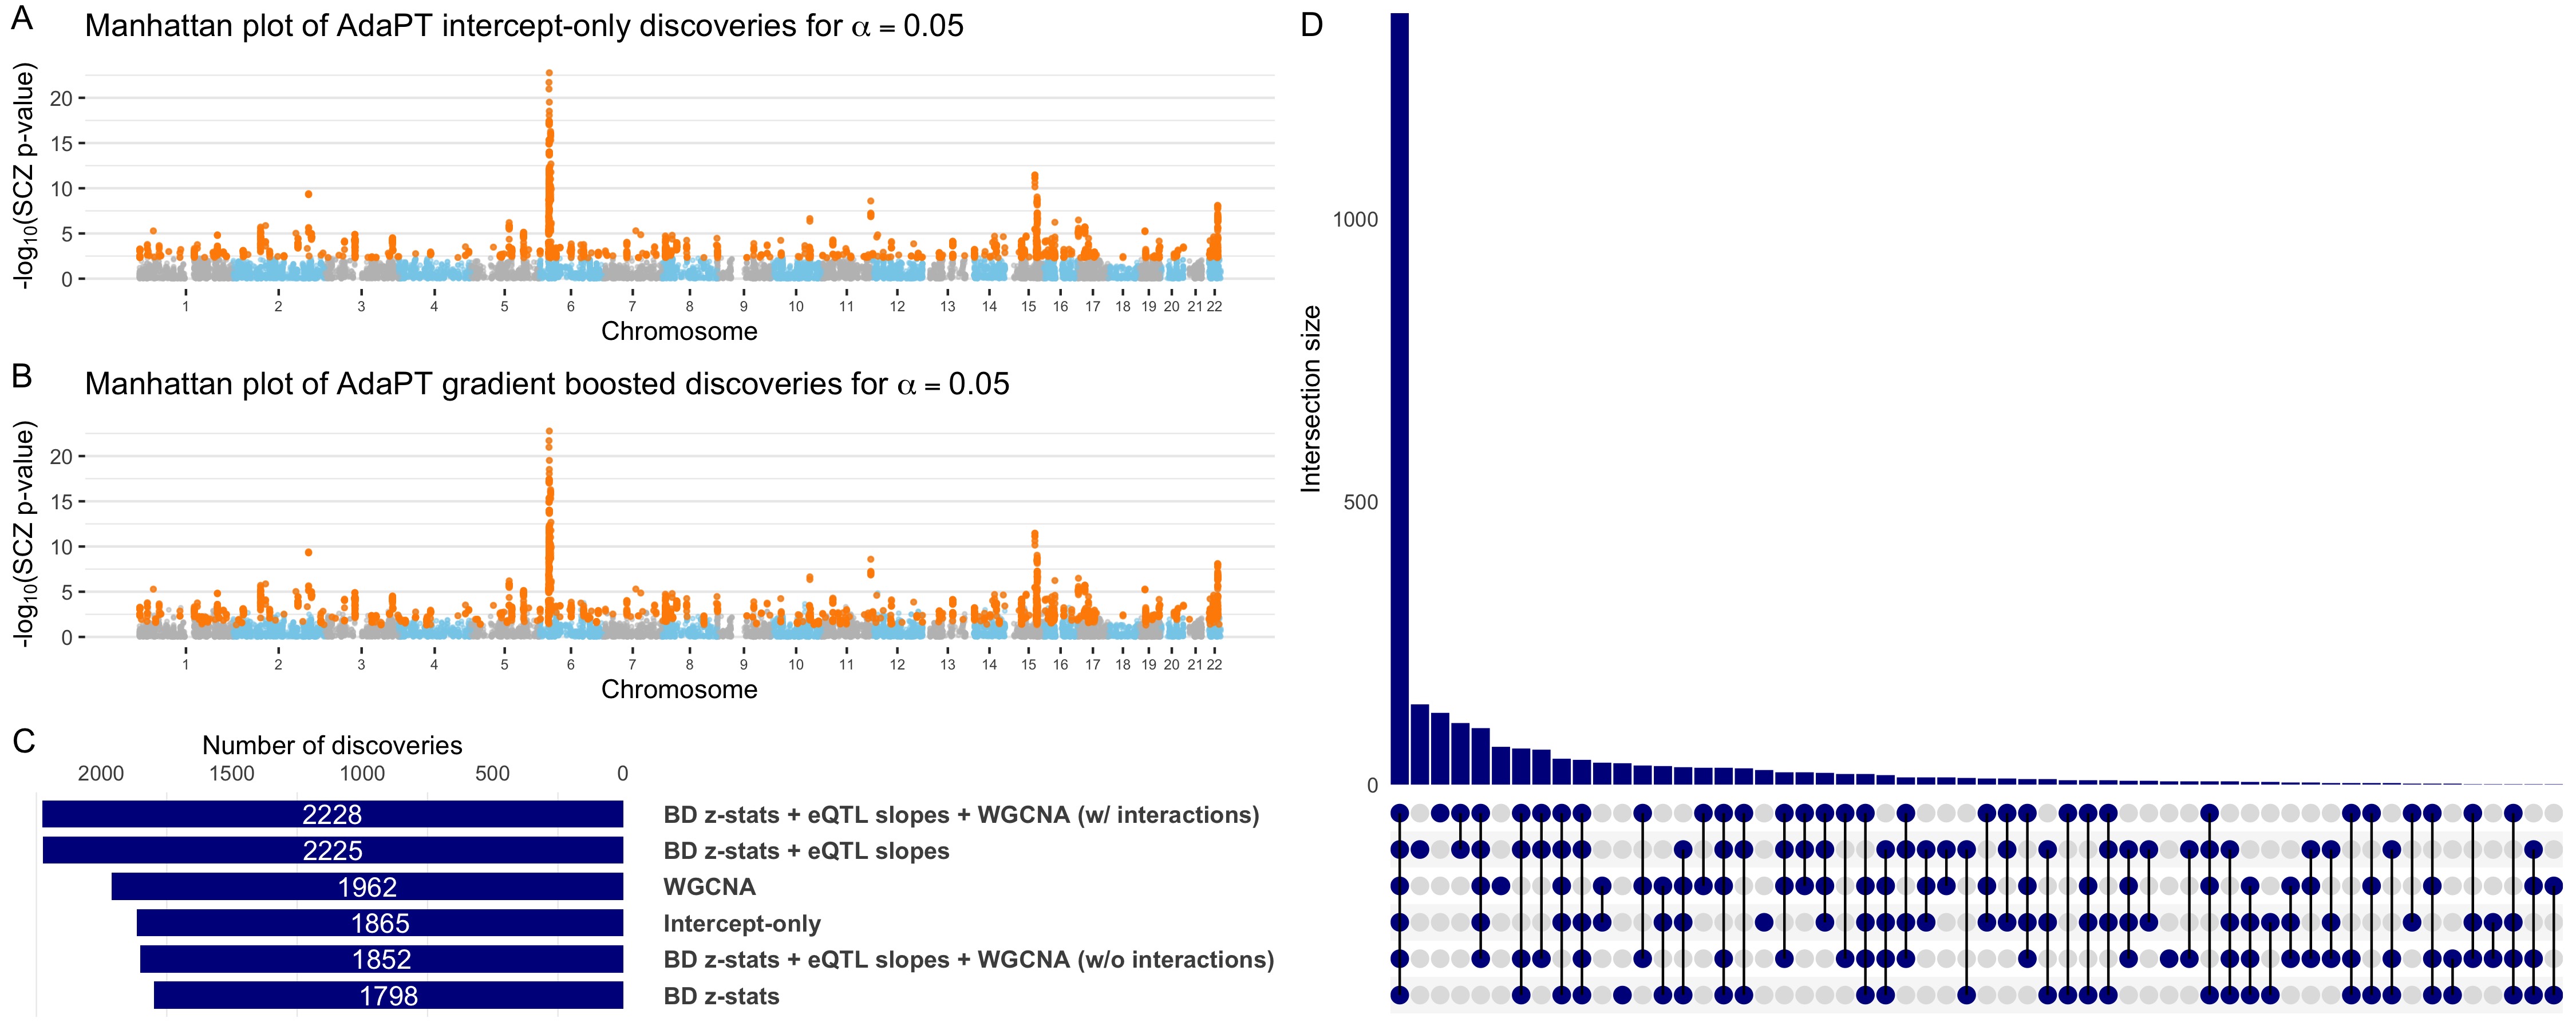 A
Manhattan plot of AdaPT intercept-only discoveries for α = 0.05
-log10(SCZ p-value)
20
15
10
5
0
1 2 3 4 5 6 7 8 9 10 11 12 13 14 15 16 17 18 19 20 21 22
Chromosome
B
Manhattan plot of AdaPT gradient boosted discoveries for α = 0.05
-log10(SCZ p-value)
20
15
10
5
0
1 2 3 4 5 6 7 8 9 10 11 12 13 14 15 16 17 18 19 20 21 22
Chromosome
C
Number of discoveries
2000 1500 1000 500 0
2228 BD z-stats + eQTL slopes + WGCNA (w/ interactions)
2225 BD z-stats + eQTL slopes
1962 WGCNA
1865 Intercept-only
1852 BD z-stats + eQTL slopes + WGCNA (w/o interactions)
1798 BD z-stats
D
Intersection size
1000
500
0